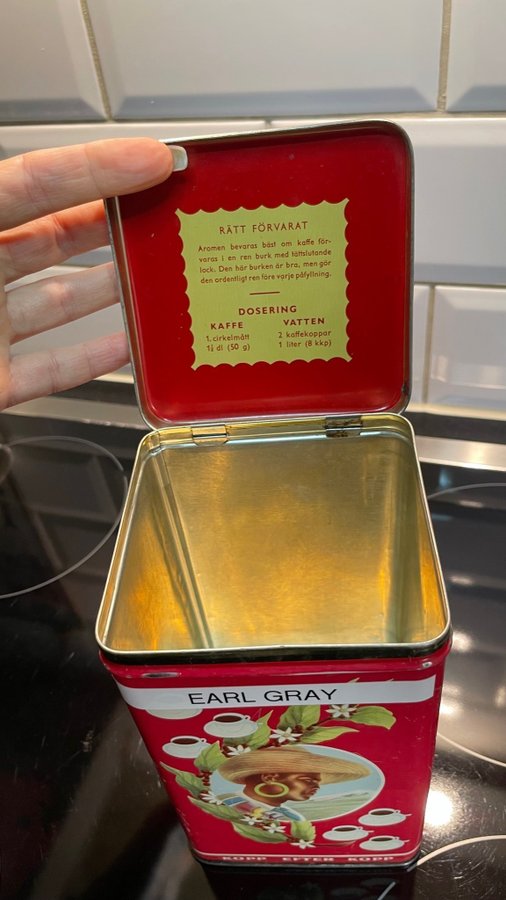 RÄTT FÖRVARAT
Aromen bevaras bäst om kaffe för-
varas i en ren burk med tättslutande
lock. Den här burken är bra, men gör
den ordentligt ren före varje påfyllning.
DOSERING
KAFFE VATTEN
1 cirkelmått 2 kaffekoppar
1½ dl (50 g) 1 liter (8 kkp)
EARL GRAY
KOPP EFTER KOPP